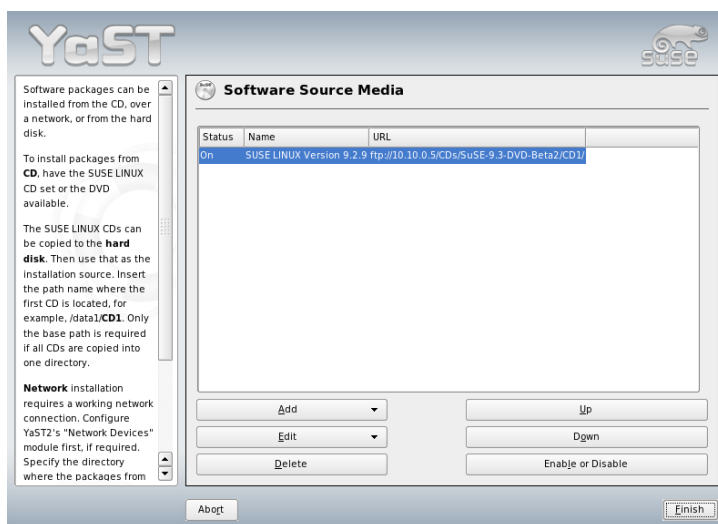 YaST
SUSE
Software packages can be
installed from the CD, over
a network, or from the hard
disk.
To install packages from
CD, have the SUSE LINUX
CD set or the DVD
available.
The SUSE LINUX CDs can
be copied to the hard
disk. Then use that as the
installation source. Insert
the path name where the
first CD is located, for
example, /data1/CD1. Only
the base path is required
if all CDs are copied into
one directory.
Network installation
requires a working network
connection. Configure
YaST2's "Network Devices"
module first, if required.
Specify the directory
where the packages from
Software Source Media
Status Name URL
On SUSE LINUX Version 9.2.9 ftp://10.10.0.5/CDs/SuSE-9.3-DVD-Beta2/CD1/
Add Up
Edit Down
Delete Enable or Disable
Abort Finish